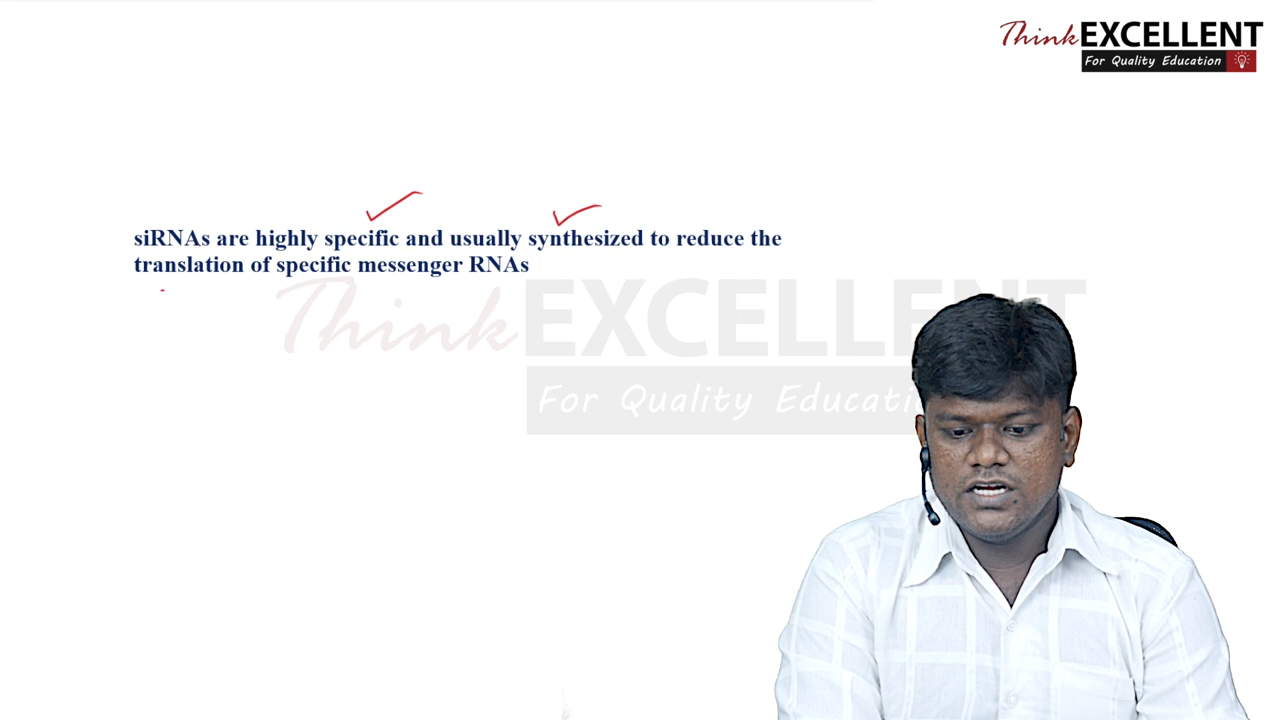 Think EXCELLENT
For Quality Education
siRNAs are highly specific and usually synthesized to reduce the
translation of specific messenger RNAs
Think EXCELLENT
For Quality Educati